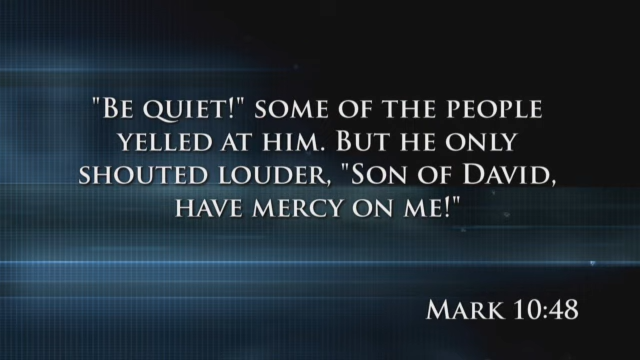 "Be quiet!" some of the people
yelled at him. But he only
shouted louder, "Son of David,
have mercy on me!"
Mark 10:48